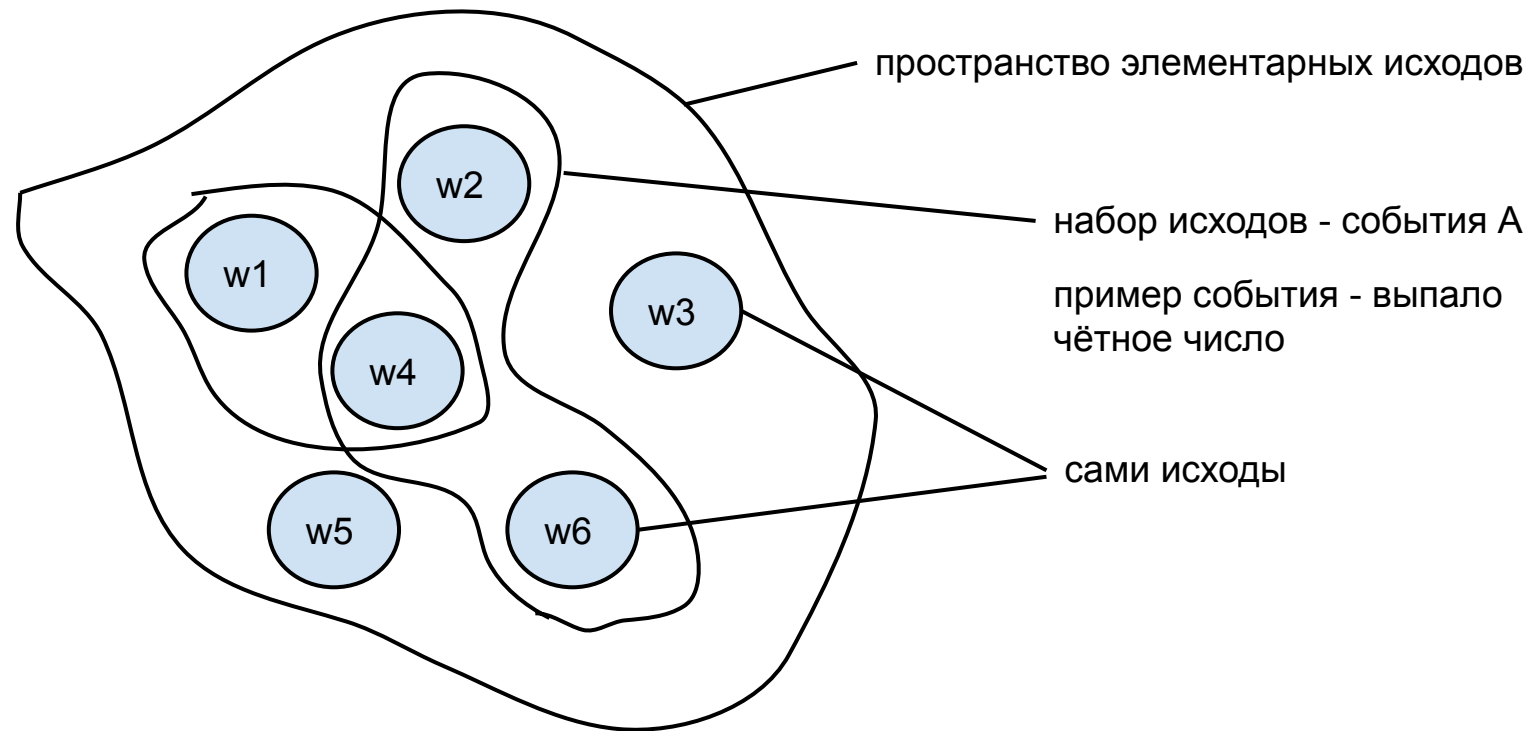 пространство элементарных исходов
w2
набор исходов - события А
w1
w3
пример события - выпало
чётное число
w4
сами исходы
w5
w6